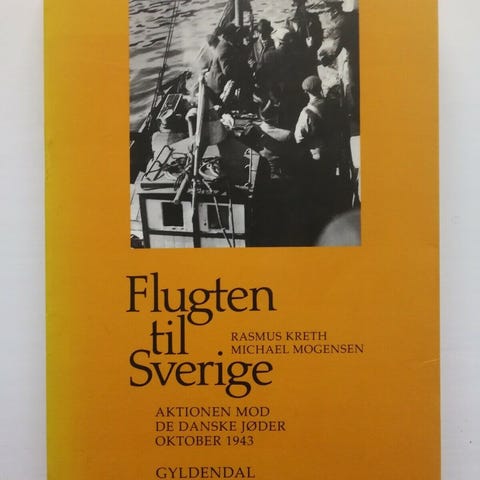 Flugten
til
Sverige
RASMUS KRETH
MICHAEL MOGENSEN
AKTIONEN MOD
DE DANSKE JØDER
OKTOBER 1943
GYLDENDAL